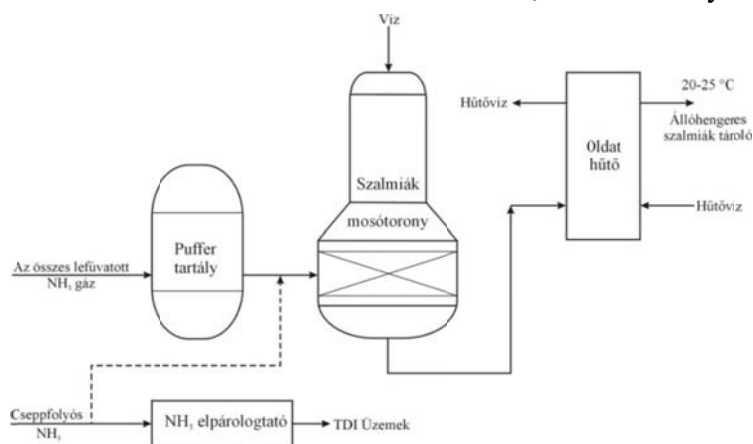 Víz
20-25 °C
Hűtővíz
Állóhengeres
szalmiák tároló
Oldat
hűtő
Hűtővíz
Szalmiák
mosótorony
Puffer
tartály
Az összes lefúvatott
NH₃ gáz
Cseppfolyós
NH₃
NH₃ elpárologtató
TDI Üzemek